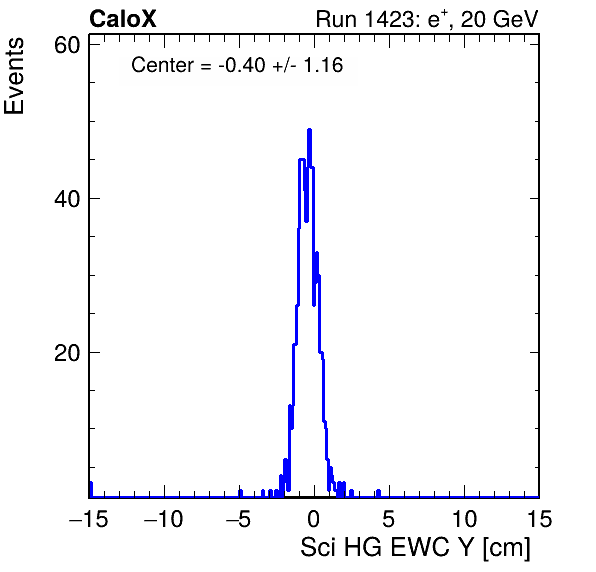 CaloX
Run 1423: e+, 20 GeV
Events
Center = -0.40 +/- 1.16
60
40
20
−15
−10
−5
0
5
10
15
Sci HG EWC Y [cm]